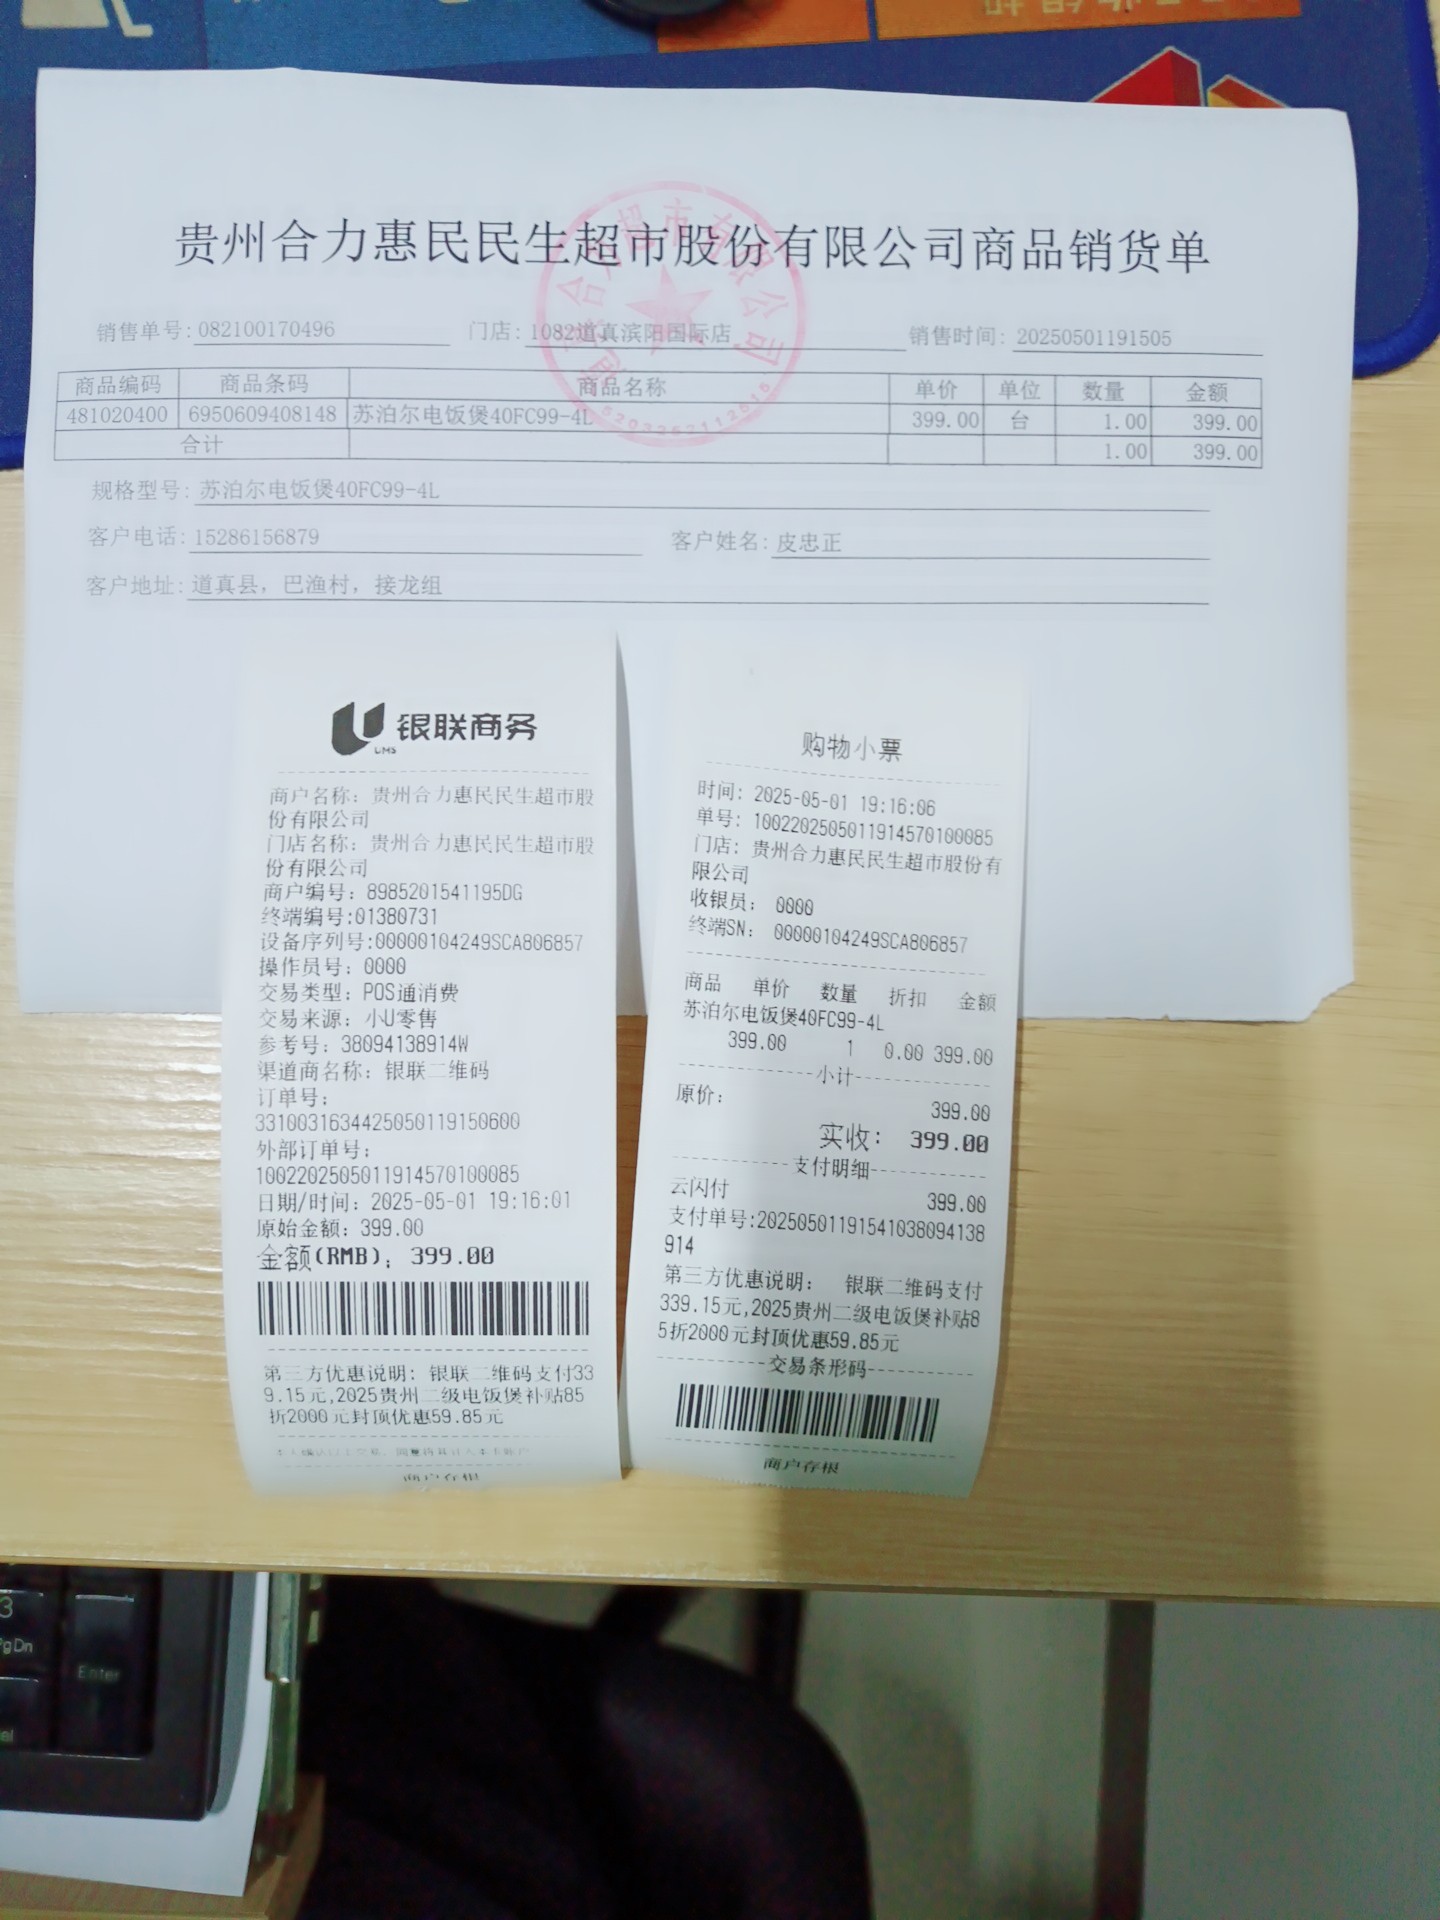 贵州合力惠民民生超市股份有限公司商品销货单
销售单号: 082100170496 门店: 1082道真滨阳国际店 销售时间: 20250501191505
商品编码 商品条码 商品名称 单价 单位 数量 金额
481020400 6950609408148 苏泊尔电饭煲40FC99-4L 399.00 台 1.00 399.00
合计 1.00 399.00
规格型号: 苏泊尔电饭煲40FC99-4L
客户电话: 15286156879 客户姓名: 皮忠正
客户地址: 道真县, 巴渔村, 接龙组
银联商务
UMS
商户名称: 贵州合力惠民民生超市股
份有限公司
门店名称: 贵州合力惠民民生超市股
份有限公司
商户编号: 8985201541195DG
终端编号:01380731
设备序列号:00000104249SCA806857
操作员号: 0000
交易类型: POS通消费
交易来源: 小U零售
参考号: 38094138914W
渠道商名称: 银联二维码
订单号:
33100316344250501191506​00
外部订单号:
1002202505011914570100085
日期/时间: 2025-05-01 19:16:01
原始金额: 399.00
金额(RMB): 399.00
第三方优惠说明: 银联二维码支付33
9.15元,2025贵州二级电饭煲补贴85
折2000元封顶优惠59.85元
商户存根
购物小票
时间: 2025-05-01 19:16:06
单号: 1002202505011914570100085
门店: 贵州合力惠民民生超市股份有
限公司
收银员: 0000
终端SN: 00000104249SCA806857
商品 单价 数量 折扣 金额
苏泊尔电饭煲40FC99-4L
399.00 1 0.00 399.00
小计
原价: 399.00
实收: 399.00
支付明细
云闪付 399.00
支付单号:20250501191541038094138
914
第三方优惠说明: 银联二维码支付
339.15元,2025贵州二级电饭煲补贴8
5折2000元封顶优惠59.85元
交易条形码
商户存根
3
PgDn
Enter